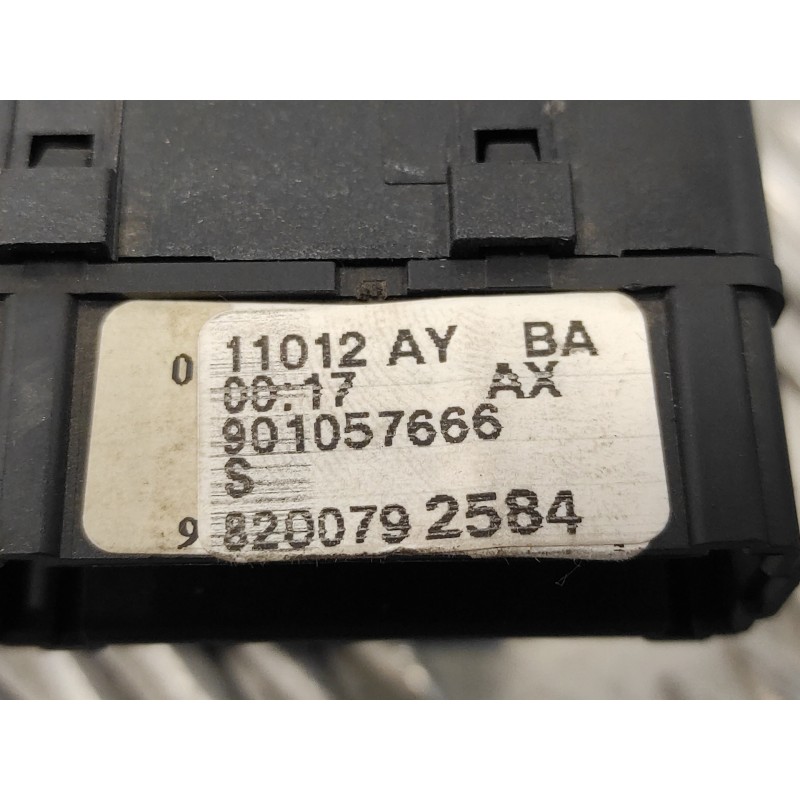 0 11012 AY BA
00:17 AX
901057666
S
9 8200792584